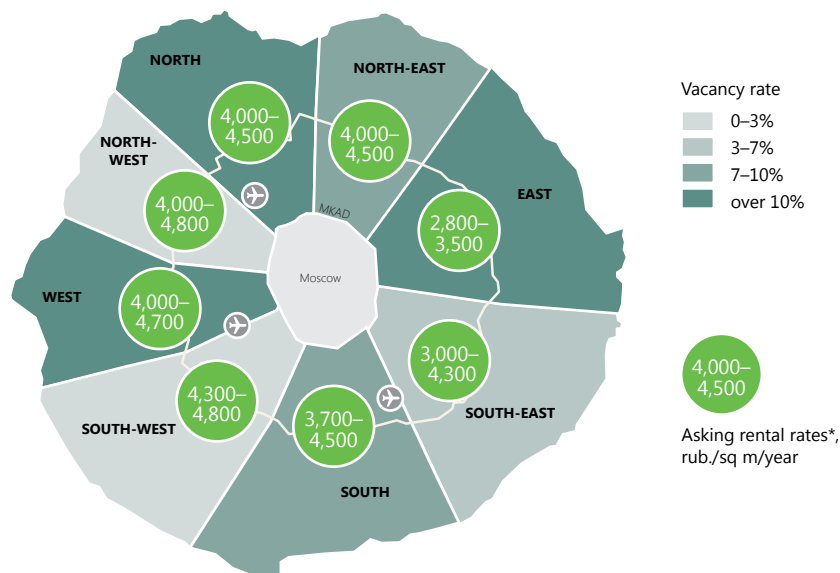 NORTH
4,000–
4,500
NORTH-EAST
4,000–
4,500
NORTH-
WEST
4,000–
4,800
EAST
2,800–
3,500
MKAD
Moscow
WEST
4,000–
4,700
3,000–
4,300
SOUTH-EAST
4,300–
4,800
SOUTH-WEST
3,700–
4,500
SOUTH
Vacancy rate
0–3%
3–7%
7–10%
over 10%
4,000–
4,500
Asking rental rates*,
rub./sq m/year